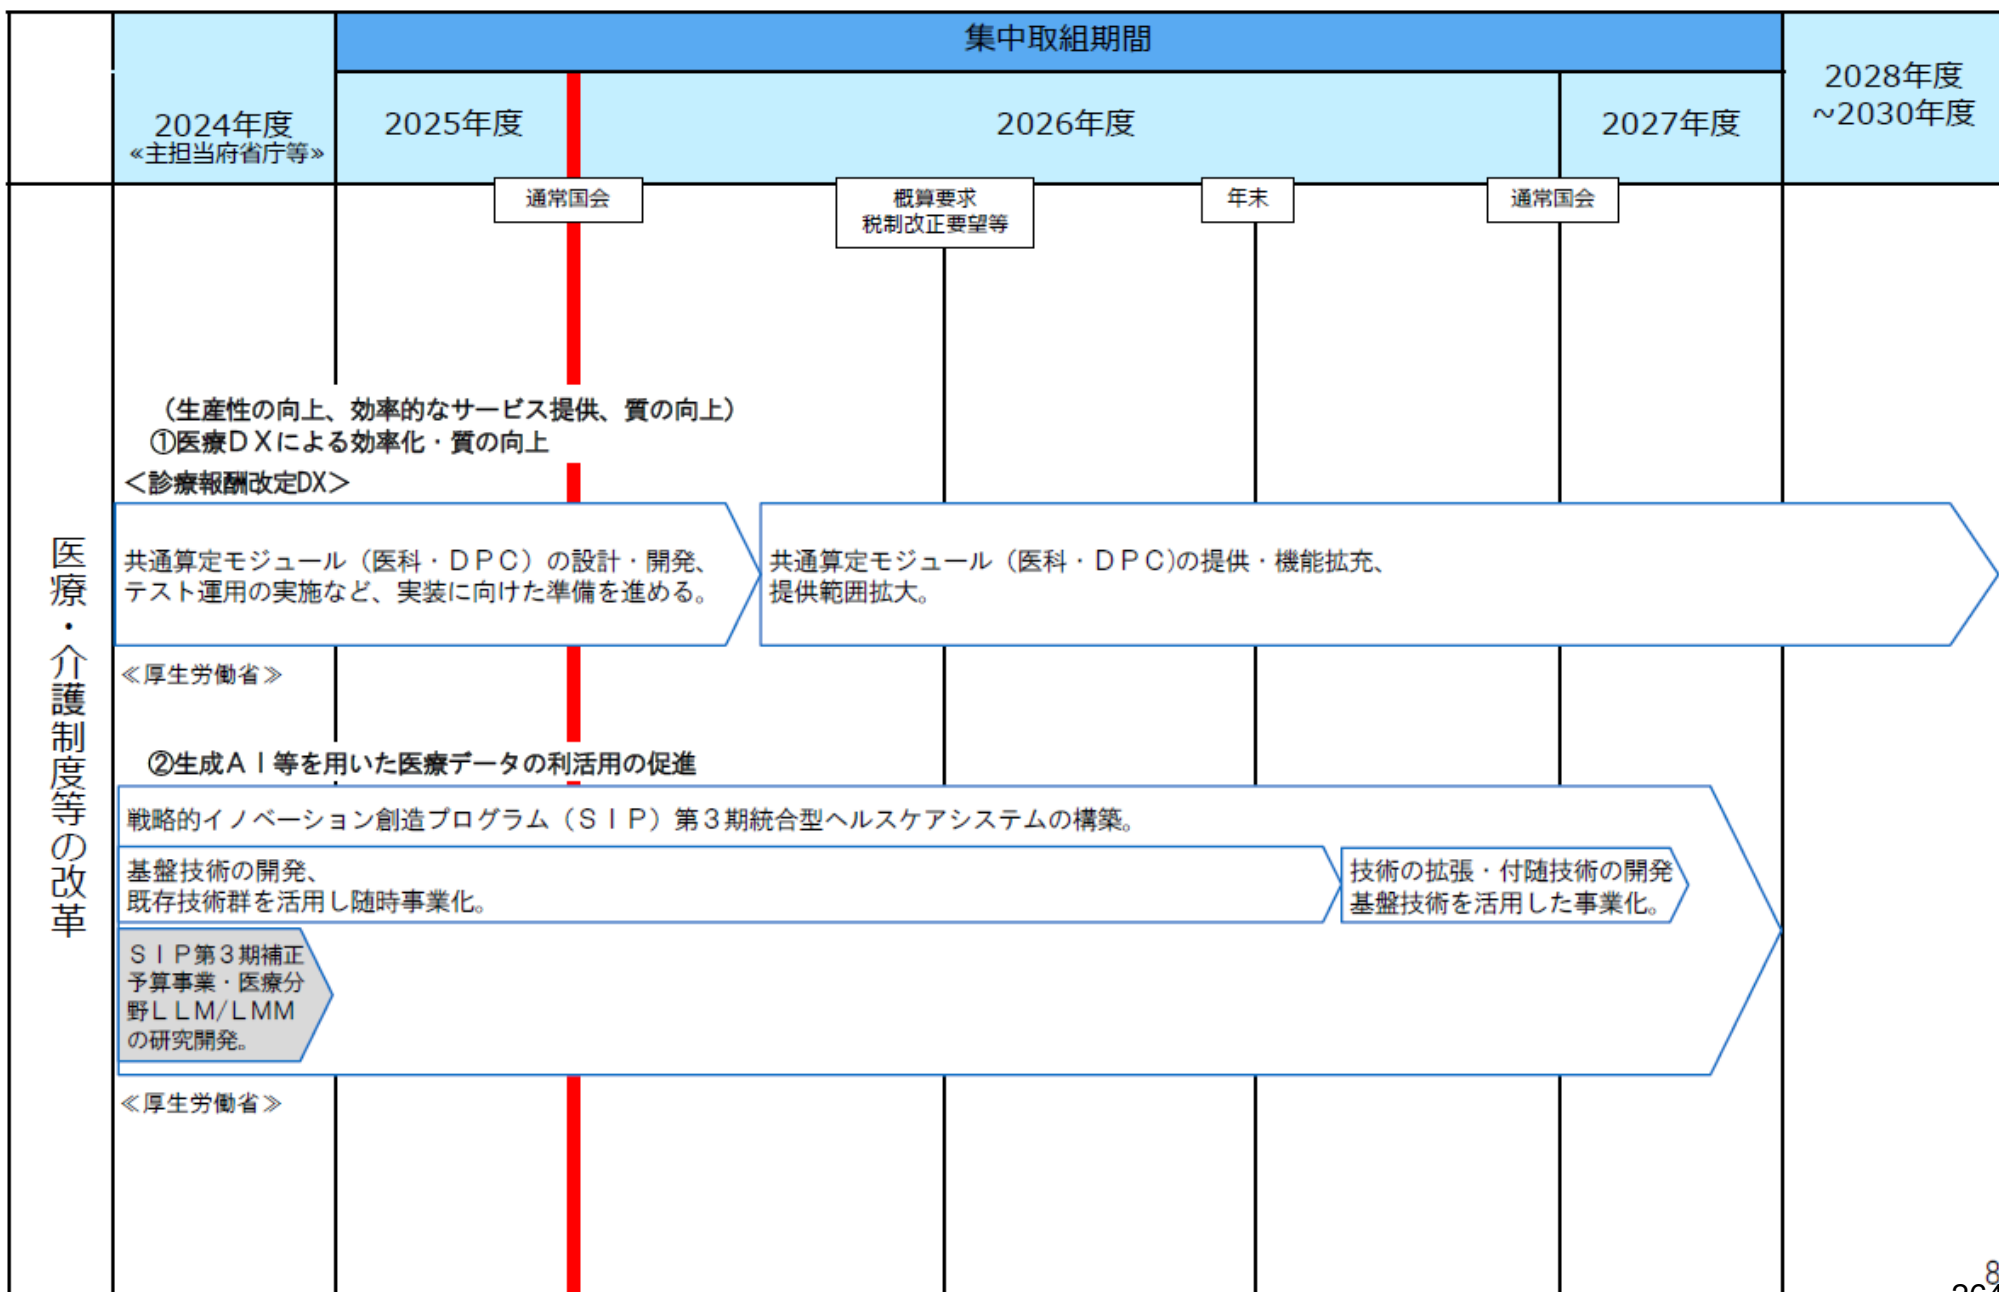 集中取組期間
2024年度
≪主担当府省庁等≫
2025年度
2026年度
2027年度
2028年度
~2030年度
通常国会
概算要求
税制改正要望等
年末
通常国会
医療・介護制度等の改革
（生産性の向上、効率的なサービス提供、質の向上）
①医療ＤＸによる効率化・質の向上
＜診療報酬改定DX＞
共通算定モジュール（医科・ＤＰＣ）の設計・開発、
テスト運用の実施など、実装に向けた準備を進める。
共通算定モジュール（医科・ＤＰＣ)の提供・機能拡充、
提供範囲拡大。
≪厚生労働省≫
②生成ＡＩ等を用いた医療データの利活用の促進
戦略的イノベーション創造プログラム（ＳＩＰ）第３期統合型ヘルスケアシステムの構築。
基盤技術の開発、
既存技術群を活用し随時事業化。
技術の拡張・付随技術の開発
基盤技術を活用した事業化。
ＳＩＰ第３期補正
予算事業・医療分
野ＬＬＭ/ＬＭＭ
の研究開発。
≪厚生労働省≫
8